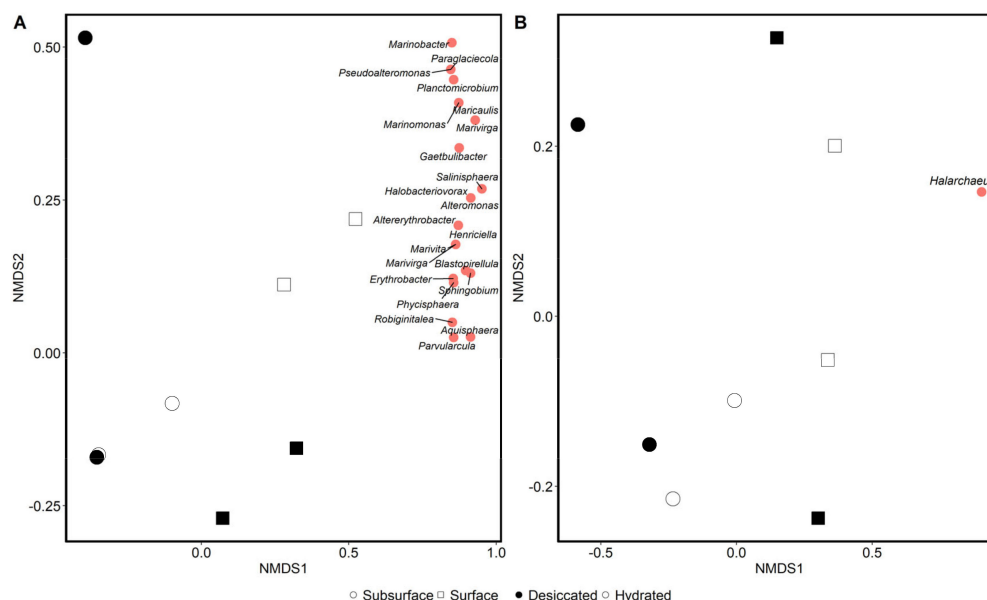 A
B
0.50
0.25
0.00
-0.25
NMDS2
Marinobacter
Paraglaciecola
Pseudoalteromonas
Planctomicrobium
Maricaulis
Marinomonas
Marivirga
Gaetbulibacter
Salinisphaera
Halobacteriovorax
Alteromonas
Altererythrobacter
Henriciella
Marivita
Marivirga
Blastopirellula
Erythrobacter
Sphingobium
Phycisphaera
Robiginitalea
Aquisphaera
Parvularcula
0.0 0.5 1.0
NMDS1
0.2
0.0
-0.2
NMDS2
Halarchaeu
-0.5 0.0 0.5
NMDS1
Subsurface Surface Desiccated Hydrated